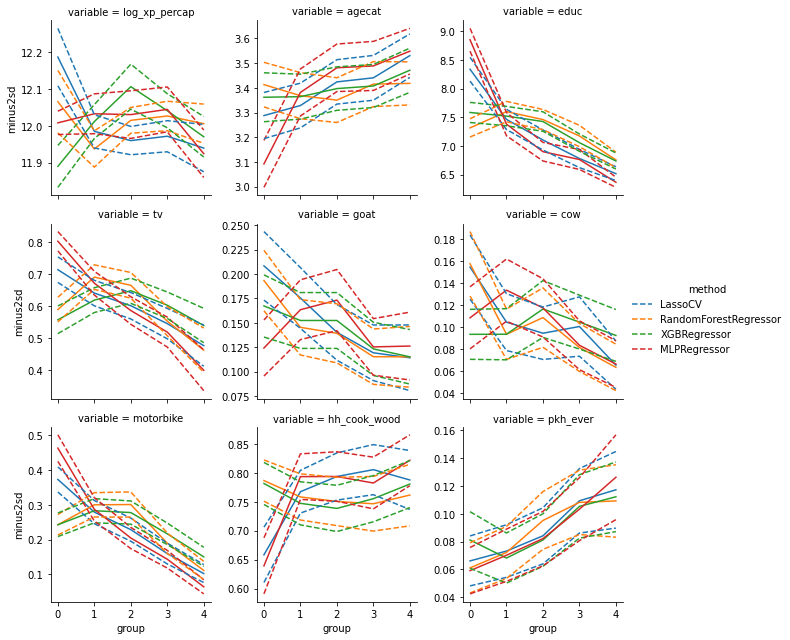 variable = log_xp_percap
variable = agecat
variable = educ
12.2
12.1
12.0
11.9
minus2sd
3.6
3.5
3.4
3.3
3.2
3.1
3.0
9.0
8.5
8.0
7.5
7.0
6.5
variable = tv
variable = goat
variable = cow
0.8
0.7
0.6
0.5
0.4
minus2sd
0.250
0.225
0.200
0.175
0.150
0.125
0.100
0.075
0.18
0.16
0.14
0.12
0.10
0.08
0.06
0.04
method
LassoCV
RandomForestRegressor
XGBRegressor
MLPRegressor
variable = motorbike
variable = hh_cook_wood
variable = pkh_ever
0.5
0.4
0.3
0.2
0.1
minus2sd
0.85
0.80
0.75
0.70
0.65
0.60
0.16
0.14
0.12
0.10
0.08
0.06
0.04
0 1 2 3 4
0 1 2 3 4
0 1 2 3 4
group
group
group